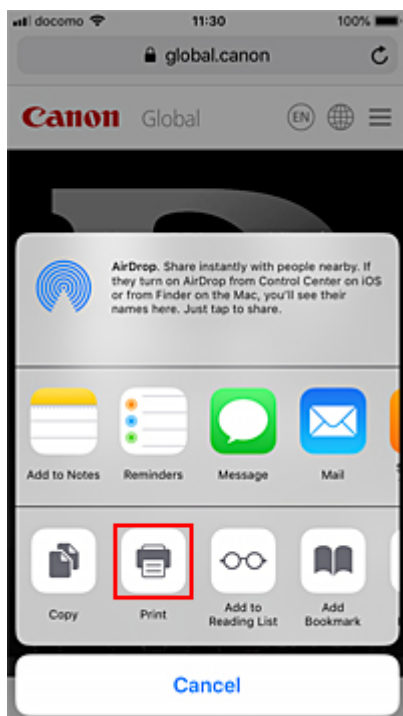 docomo 11:30 100%
global.canon
Canon Global EN
AirDrop. Share instantly with people nearby. If
they turn on AirDrop from Control Center on iOS
or from Finder on the Mac, you'll see their
names here. Just tap to share.
Add to Notes Reminders Message Mail
Copy Print Add to Reading List Add Bookmark
Cancel